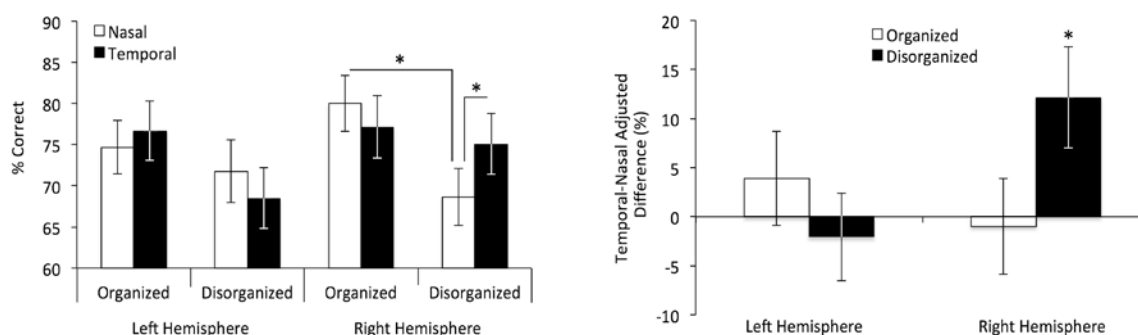 90
85
80
75
70
65
60
% Correct
Nasal
Temporal
*
*
Organized
Disorganized
Organized
Disorganized
Left Hemisphere
Right Hemisphere
20
15
10
5
0
-5
-10
Temporal-Nasal Adjusted
Difference (%)
Organized
Disorganized
*
Left Hemisphere
Right Hemisphere